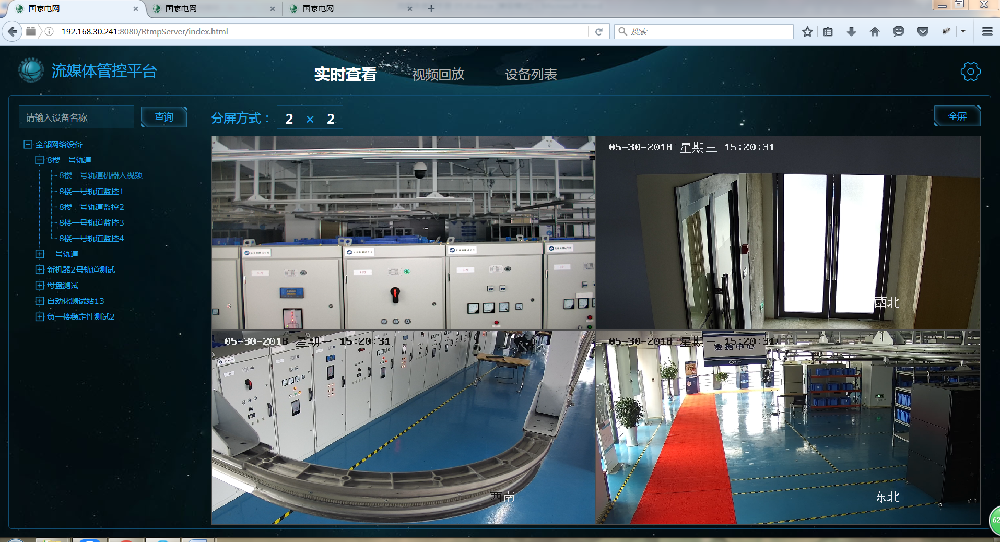 国家电网
国家电网
国家电网
192.168.30.241:8080/RtmpServer/index.html
搜索
流媒体管控平台
实时查看
视频回放
设备列表
请输入设备名称
查询
分屏方式：
2 × 2
全屏
全部网络设备
8楼一号轨道
8楼一号轨道机器人视频
8楼一号轨道监控1
8楼一号轨道监控2
8楼一号轨道监控3
8楼一号轨道监控4
一号轨道
新机器2号轨道测试
母盘测试
自动化测试站13
负一楼稳定性测试2
05-30-2018 星期三 15:20:31
西北
05-30-2018 星期三 15:20:31
西南
05-30-2018 星期三 15:20:31
数据中心
东北
62